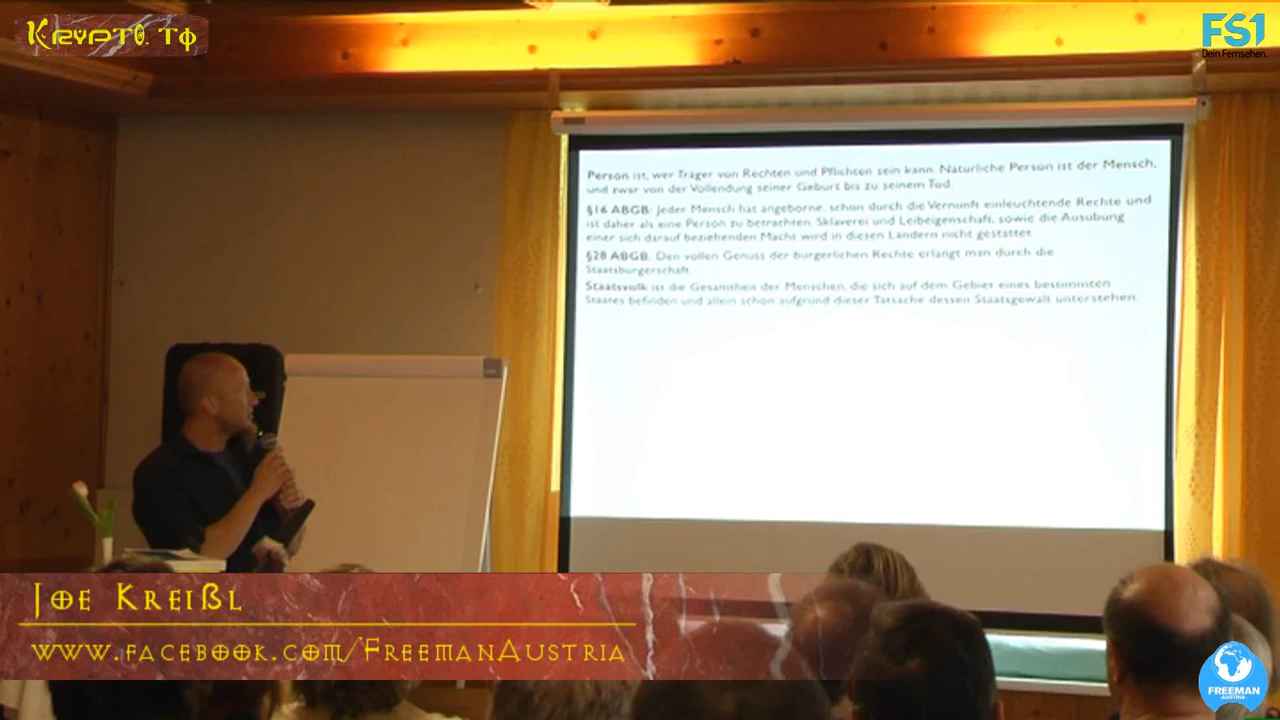 Krypto.TV
FS1
Dein Fernsehen.
Person ist, wer Träger von Rechten und Pflichten sein kann. Natürliche Person ist der Mensch,
und zwar von der Vollendung seiner Geburt bis zu seinem Tod.
§16 ABGB: Jeder Mensch hat angeborne, schon durch die Vernunft einleuchtende Rechte und
ist daher als eine Person zu betrachten. Sklaverei und Leibeigenschaft, sowie die Ausübung
einer sich darauf beziehenden Macht wird in diesen Ländern nicht gestattet.
§28 ABGB: Den vollen Genuss der bürgerlichen Rechte erlangt man durch die
Staatsbürgerschaft.
Staatsvolk ist die Gesamtheit der Menschen, die sich auf dem Gebiet eines bestimmten
Staates befinden und allein schon aufgrund dieser Tatsache dessen Staatsgewalt unterstehen.
Joe Kreißl
www.facebook.com/FreemanAustria
FREEMAN
AUSTRIA